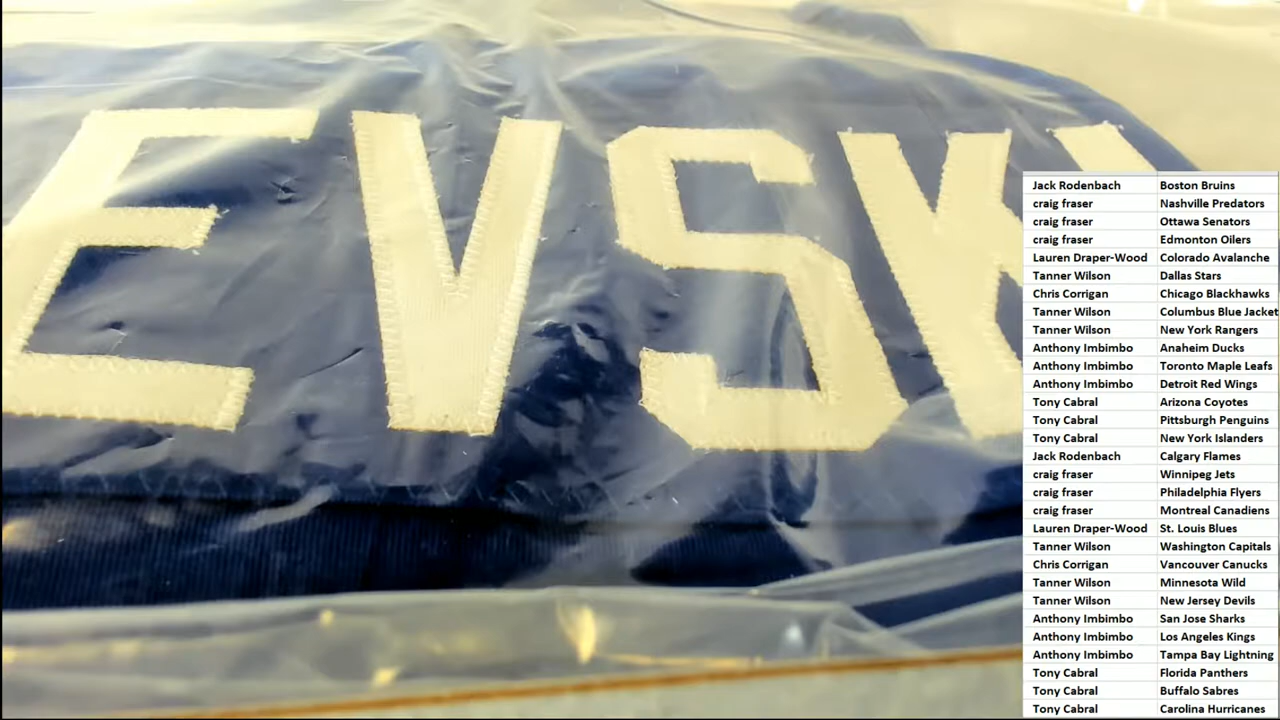 EVSK
Jack Rodenbach Boston Bruins
craig fraser Nashville Predators
craig fraser Ottawa Senators
craig fraser Edmonton Oilers
Lauren Draper-Wood Colorado Avalanche
Tanner Wilson Dallas Stars
Chris Corrigan Chicago Blackhawks
Tanner Wilson Columbus Blue Jacket
Tanner Wilson New York Rangers
Anthony Imbimbo Anaheim Ducks
Anthony Imbimbo Toronto Maple Leafs
Anthony Imbimbo Detroit Red Wings
Tony Cabral Arizona Coyotes
Tony Cabral Pittsburgh Penguins
Tony Cabral New York Islanders
Jack Rodenbach Calgary Flames
craig fraser Winnipeg Jets
craig fraser Philadelphia Flyers
craig fraser Montreal Canadiens
Lauren Draper-Wood St. Louis Blues
Tanner Wilson Washington Capitals
Chris Corrigan Vancouver Canucks
Tanner Wilson Minnesota Wild
Tanner Wilson New Jersey Devils
Anthony Imbimbo San Jose Sharks
Anthony Imbimbo Los Angeles Kings
Anthony Imbimbo Tampa Bay Lightning
Tony Cabral Florida Panthers
Tony Cabral Buffalo Sabres
Tony Cabral Carolina Hurricanes